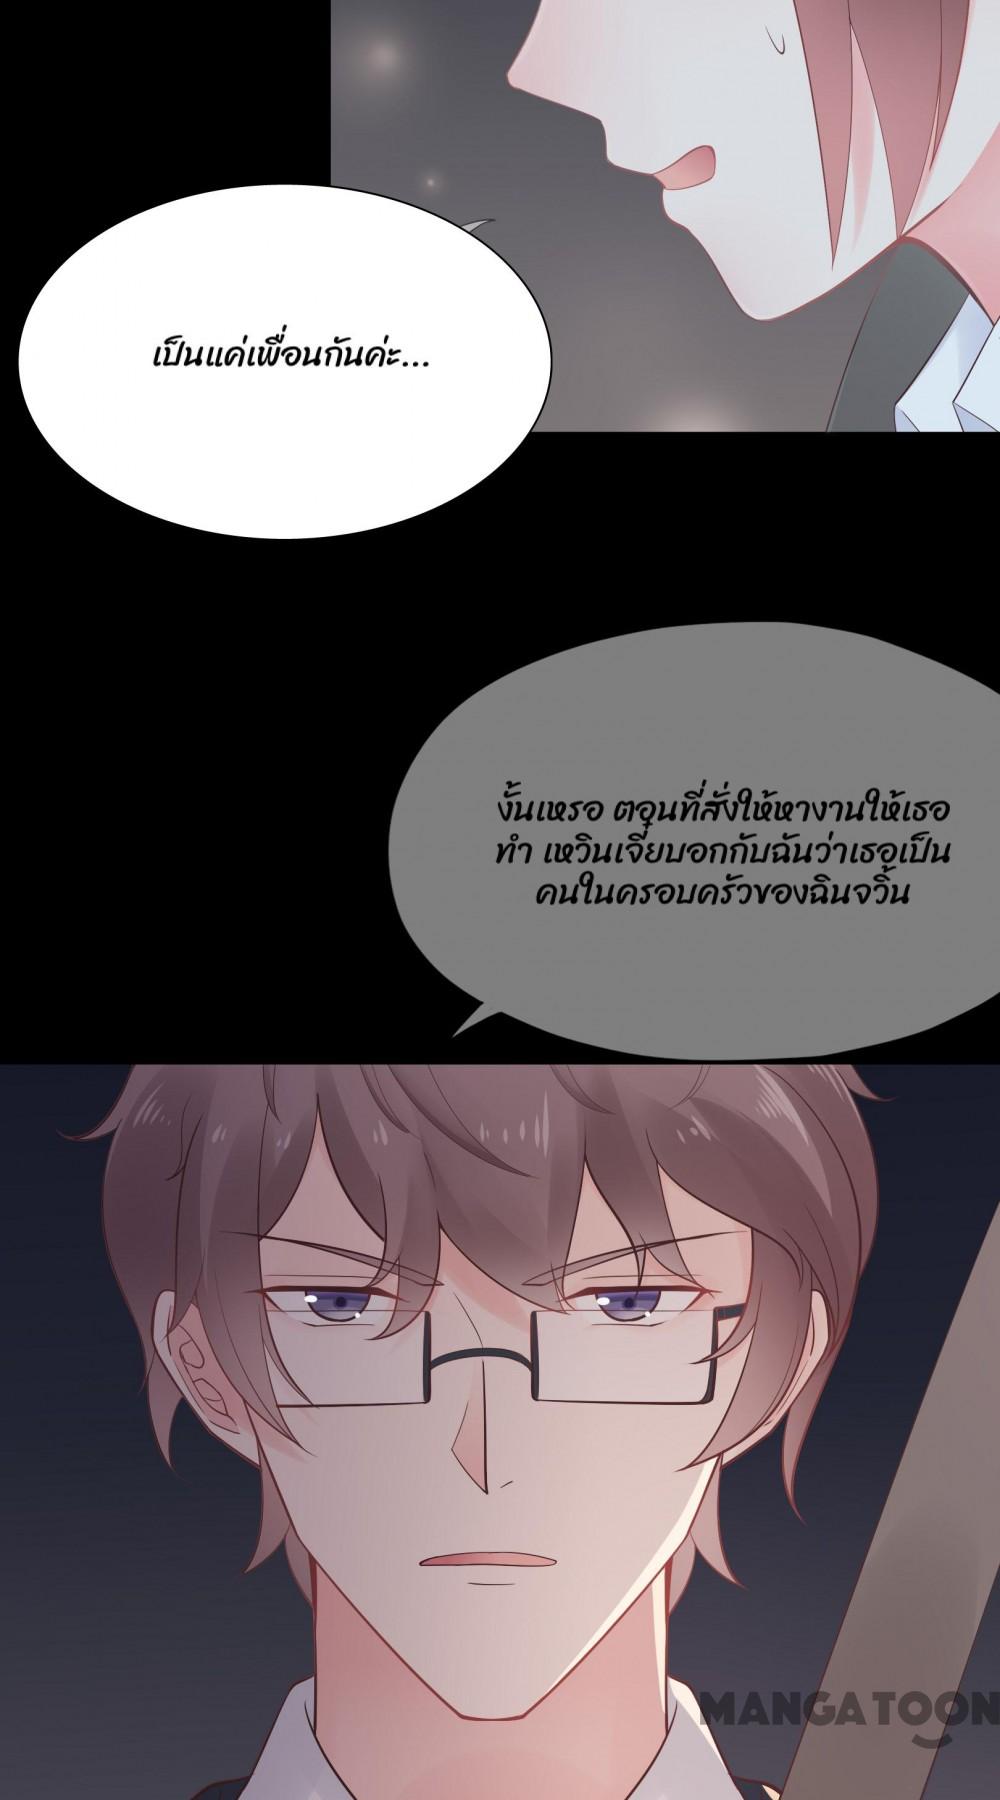 เป็นแค่เพื่อนกันค่ะ...
งั้นเหรอ ตอนที่สั่งให้หางานให้เธอ
ทำ เหวินเจี๋ยบอกกับฉันว่าเธอเป็น
คนในครอบครัวของฉินจวิ้น
MANGATOON